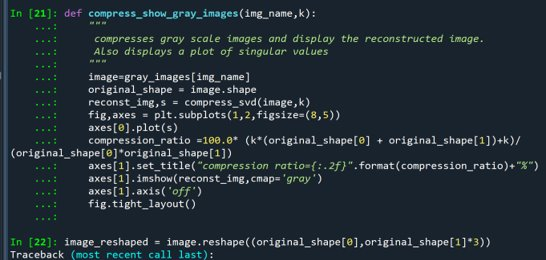 In [21]: def compress_show_gray_images(img_name,k):
    ...:     """
    ...:      compresses gray scale images and display the reconstructed image.
    ...:      Also displays a plot of singular values
    ...:     """
    ...:     image=gray_images[img_name]
    ...:     original_shape = image.shape
    ...:     reconst_img,s = compress_svd(image,k)
    ...:     fig,axes = plt.subplots(1,2,figsize=(8,5))
    ...:     axes[0].plot(s)
    ...:     compression_ratio =100.0* (k*(original_shape[0] + original_shape[1])+k)/
(original_shape[0]*original_shape[1])
    ...:     axes[1].set_title("compression ratio={:.2f}".format(compression_ratio)+"%")
    ...:     axes[1].imshow(reconst_img,cmap='gray')
    ...:     axes[1].axis('off')
    ...:     fig.tight_layout()
    ...:

In [22]: image_reshaped = image.reshape((original_shape[0],original_shape[1]*3))
Traceback (most recent call last):